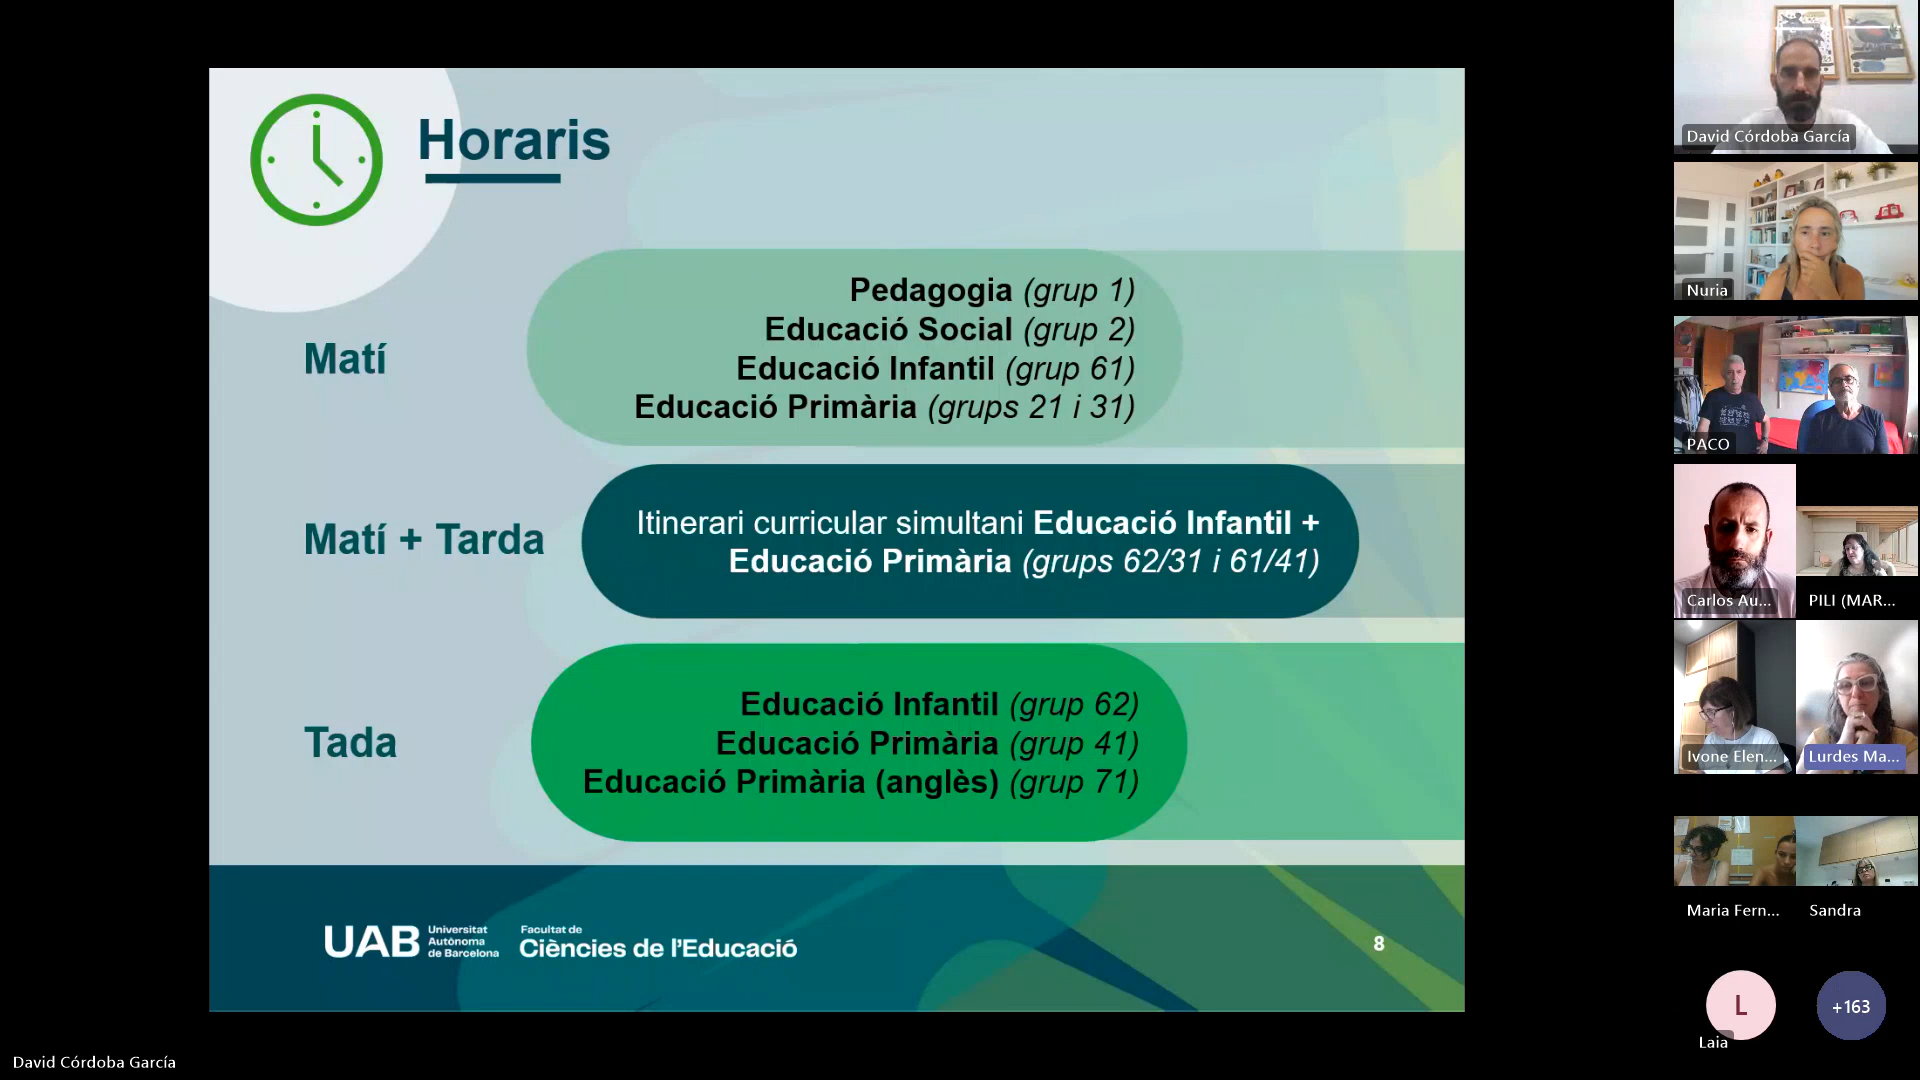 Horaris
Matí
Pedagogia (grup 1)
Educació Social (grup 2)
Educació Infantil (grup 61)
Educació Primària (grups 21 i 31)
Matí + Tarda
Itinerari curricular simultani Educació Infantil +
Educació Primària (grups 62/31 i 61/41)
Tada
Educació Infantil (grup 62)
Educació Primària (grup 41)
Educació Primària (anglès) (grup 71)
UAB
Universitat
Autònoma
de Barcelona
Facultat de
Ciències de l'Educació
8
David Córdoba García
Nuria
PACO
Carlos Au...
PILI (MAR...
Ivone Elen...
Lurdes Ma...
Maria Fern...
Sandra
L
Laia
+163
David Córdoba García